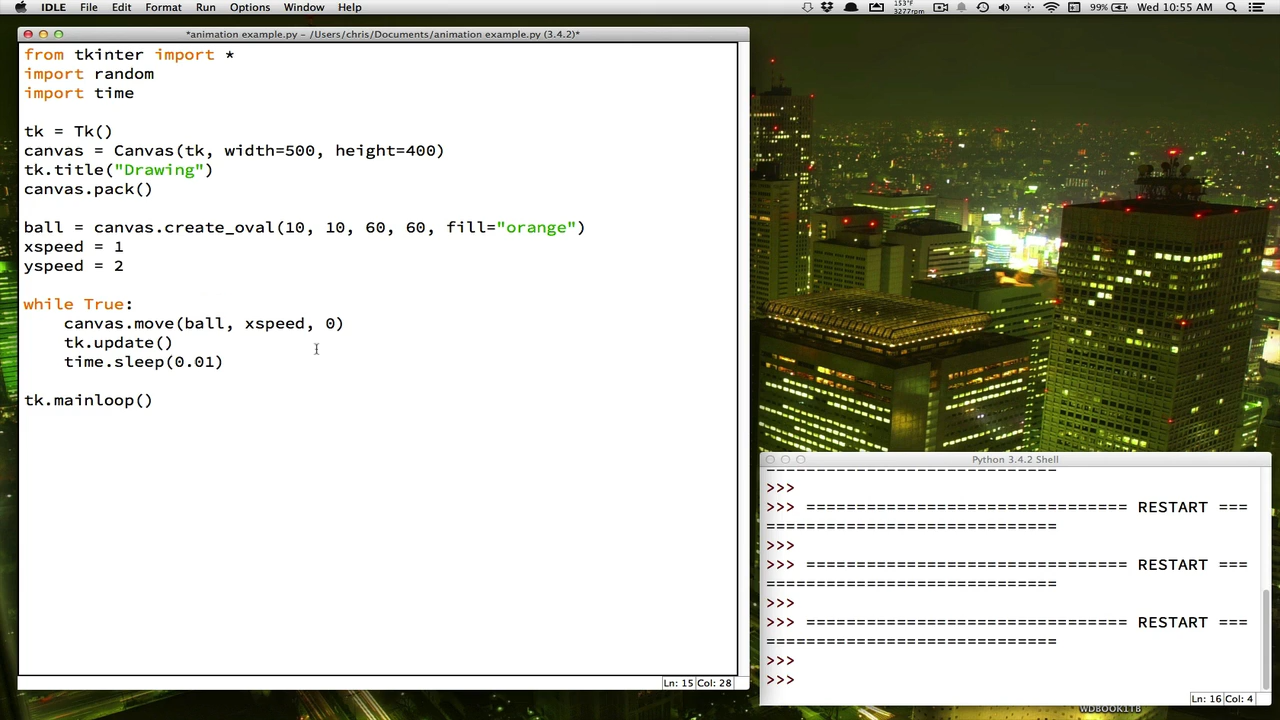 IDLE File Edit Format Run Options Window Help 153°F 3277rpm 99% Wed 10:55 AM
*animation example.py - /Users/chris/Documents/animation example.py (3.4.2)*
from tkinter import *
import random
import time
tk = Tk()
canvas = Canvas(tk, width=500, height=400)
tk.title("Drawing")
canvas.pack()
ball = canvas.create_oval(10, 10, 60, 60, fill="orange")
xspeed = 1
yspeed = 2
while True:
    canvas.move(ball, xspeed, 0)
    tk.update()
    time.sleep(0.01)
tk.mainloop()
Ln: 15 Col: 28
Python 3.4.2 Shell
=============================
>>>
>>> ================================ RESTART ===
=============================
>>>
>>> ================================ RESTART ===
=============================
>>>
>>> ================================ RESTART ===
=============================
>>>
>>>
Ln: 16 Col: 4
WDBOOK1TB